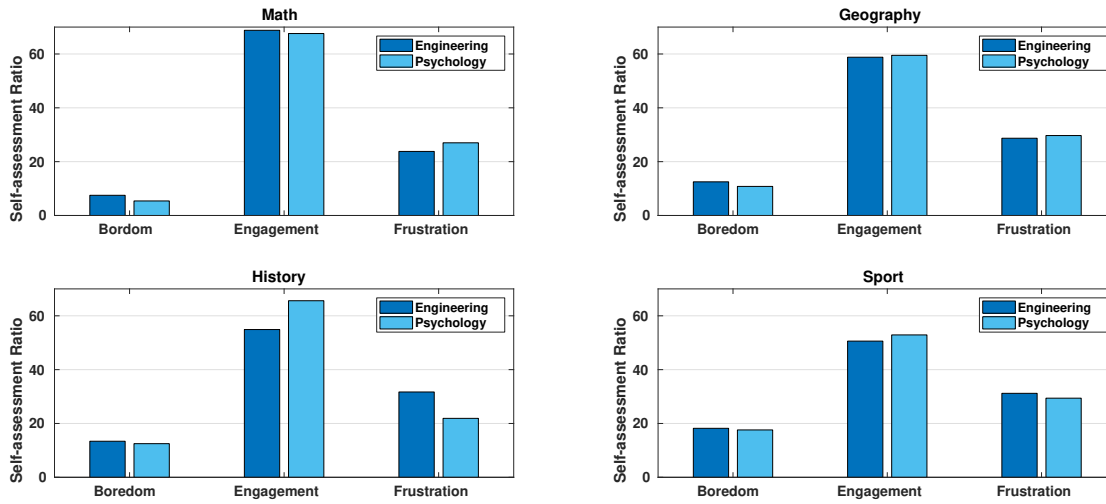 Math
Self-assessment Ratio
60
40
20
0
Engineering
Psychology
Bordom
Engagement
Frustration
Geography
Self-assessment Ratio
60
40
20
0
Engineering
Psychology
Boredom
Engagement
Frustration
History
Self-assessment Ratio
60
40
20
0
Engineering
Psychology
Boredom
Engagement
Frustration
Sport
Self-assessment Ratio
60
40
20
0
Engineering
Psychology
Boredom
Engagement
Frustration